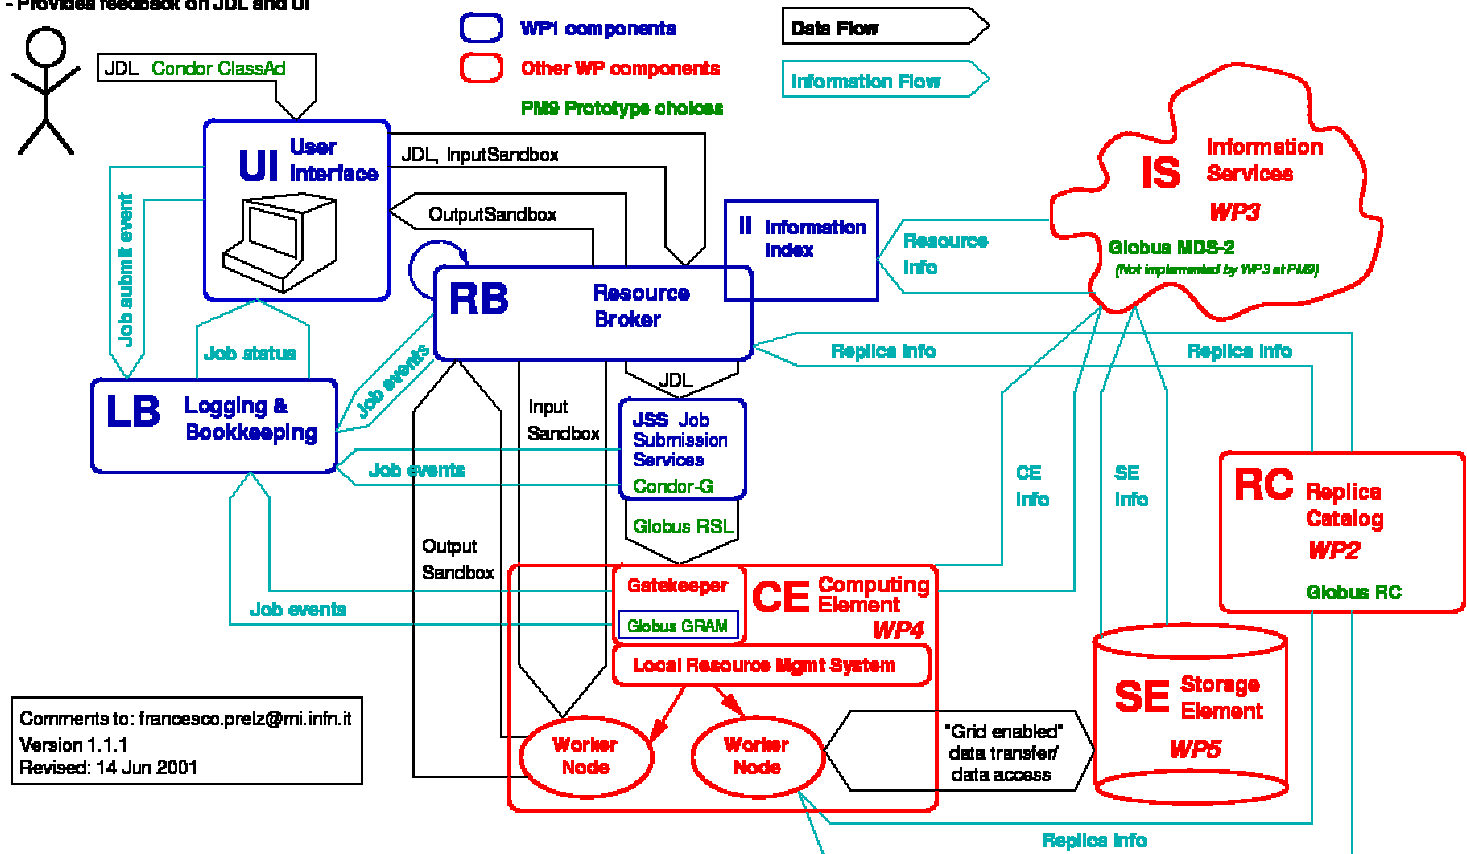 - Provides feedback on JDL and UI
WP1 components
Other WP components
PM9 Prototype choices
Data Flow
Information Flow
JDL Condor ClassAd
UI User
Interface
JDL, InputSandbox
OutputSandbox
Job submit event
Job status
II Information
Index
Resource
Info
IS Information
Services
WP3
Globus MDS-2
(Not implemented by WP3 at PM9)
RB Resource
Broker
Replica Info
Replica Info
Job events
LB Logging &
Bookkeeping
JDL
Input
Sandbox
JSS Job
Submission
Services
Condor-G
Job events
CE
Info
SE
Info
RC Replica
Catalog
WP2
Globus RC
Globus RSL
Output
Sandbox
Job events
Gatekeeper
Globus GRAM
CE Computing
Element
WP4
Local Resource Mgmt System
Worker
Node
Worker
Node
"Grid enabled"
data transfer/
data access
SE Storage
Element
WP5
Replica Info
Comments to: francesco.prelz@mi.infn.it
Version 1.1.1
Revised: 14 Jun 2001